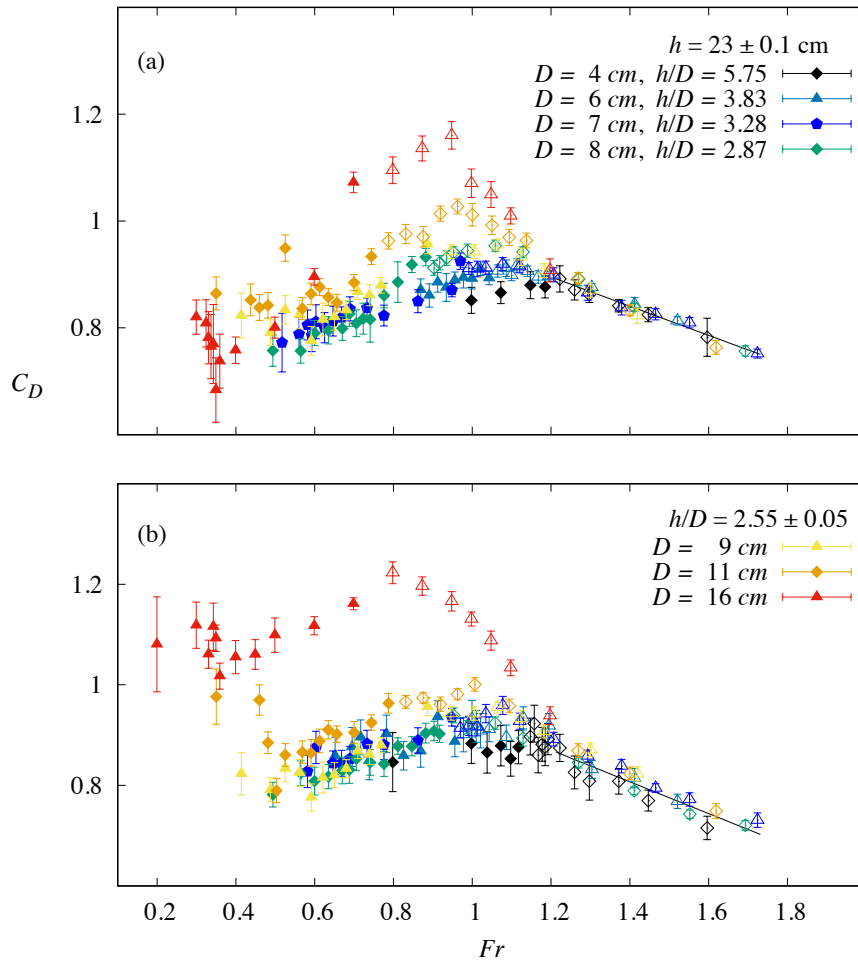 (a)
h = 23 ± 0.1 cm
D = 4 cm, h/D = 5.75
D = 6 cm, h/D = 3.83
D = 7 cm, h/D = 3.28
D = 8 cm, h/D = 2.87
1.2
1
0.8
C_D
(b)
h/D = 2.55 ± 0.05
D = 9 cm
D = 11 cm
D = 16 cm
1.2
1
0.8
0.2 0.4 0.6 0.8 1 1.2 1.4 1.6 1.8
Fr